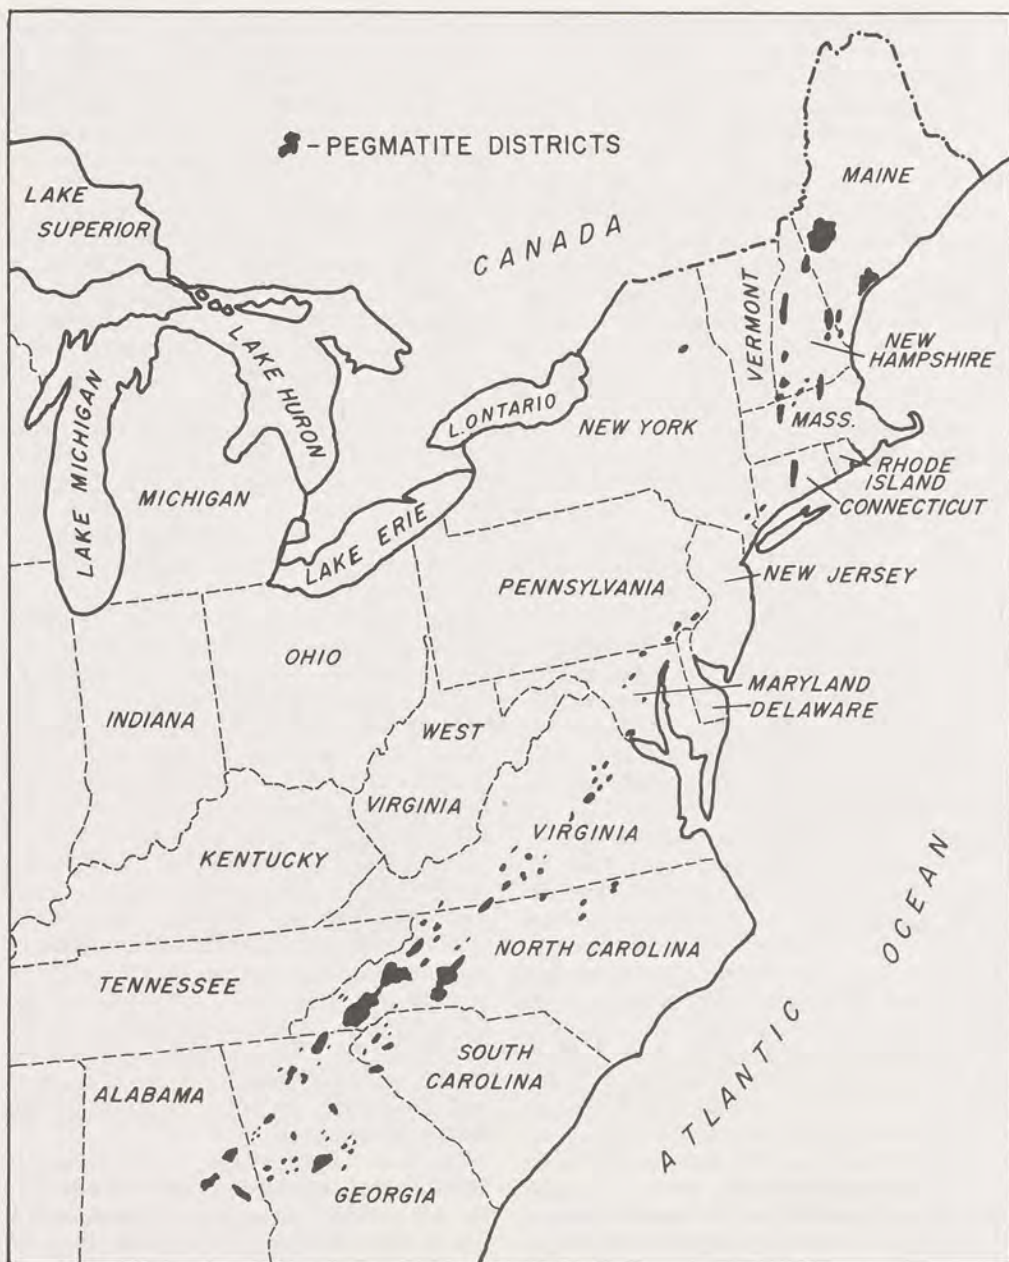 - PEGMATITE DISTRICTS
MAINE
LAKE
SUPERIOR
CANADA
VERMONT
LAKE HURON
NEW
HAMPSHIRE
LAKE MICHIGAN
L. ONTARIO
NEW YORK
MASS.
RHODE
ISLAND
MICHIGAN
CONNECTICUT
LAKE ERIE
PENNSYLVANIA
NEW JERSEY
OHIO
MARYLAND
INDIANA
DELAWARE
WEST
VIRGINIA
VIRGINIA
KENTUCKY
NORTH CAROLINA
TENNESSEE
ATLANTIC
OCEAN
SOUTH
CAROLINA
ALABAMA
GEORGIA